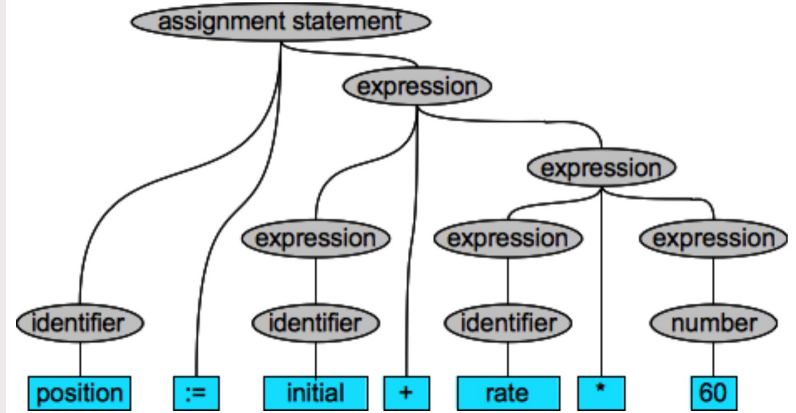 assignment statement
expression
expression
expression
expression
expression
identifier
identifier
identifier
number
position
:=
initial
+
rate
*
60